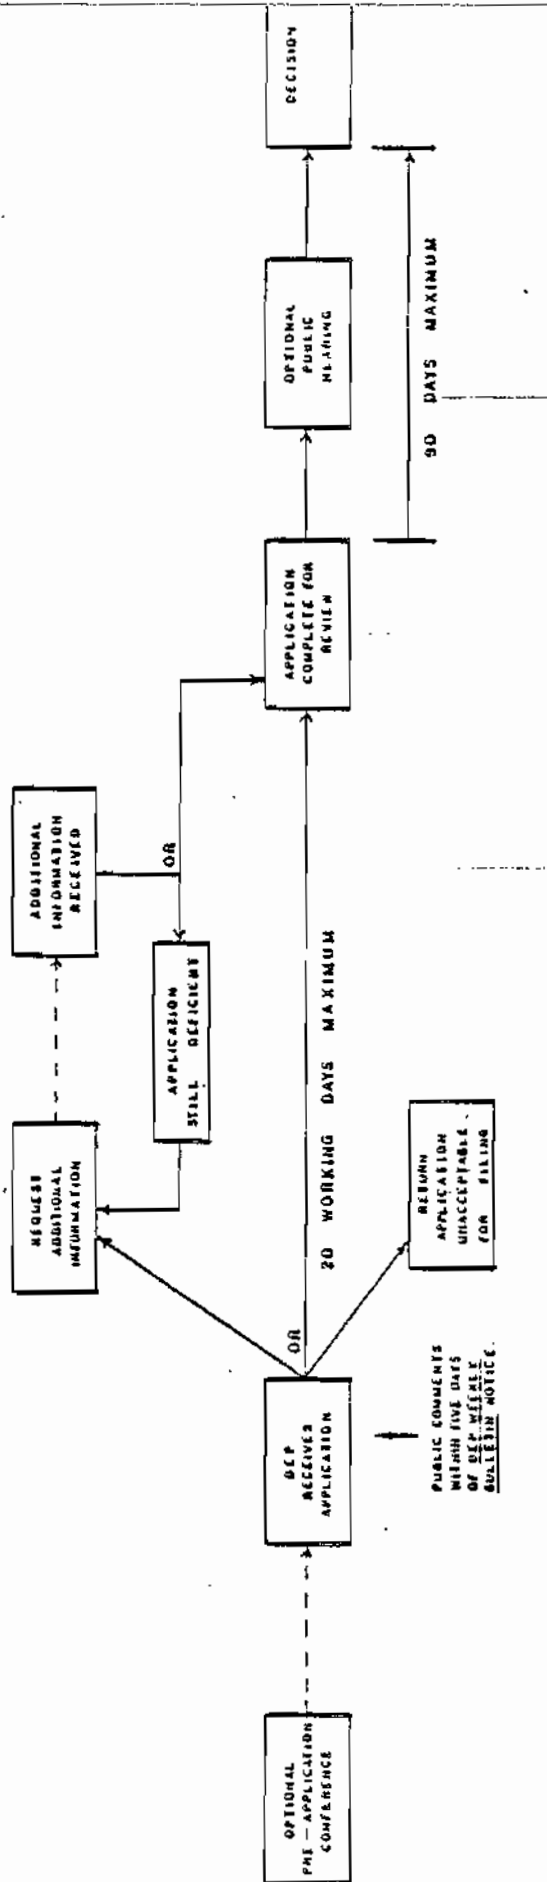 OPTIONAL
PRE-APPLICATION
CONFERENCE
DEP
RECEIVES
APPLICATION
PUBLIC COMMENTS
WITHIN FIVE DAYS
OF DEP WEEKLY
BULLETIN NOTICE.
OR
20 WORKING DAYS MAXIMUM
REQUEST
ADDITIONAL
INFORMATION
RETURN
APPLICATION
UNACCEPTABLE
FOR FILING
ADDITIONAL
INFORMATION
RECEIVED
OR
APPLICATION
STILL DEFICIENT
APPLICATION
COMPLETE FOR
REVIEW
OPTIONAL
PUBLIC
HEARING
90 DAYS MAXIMUM
DECISION